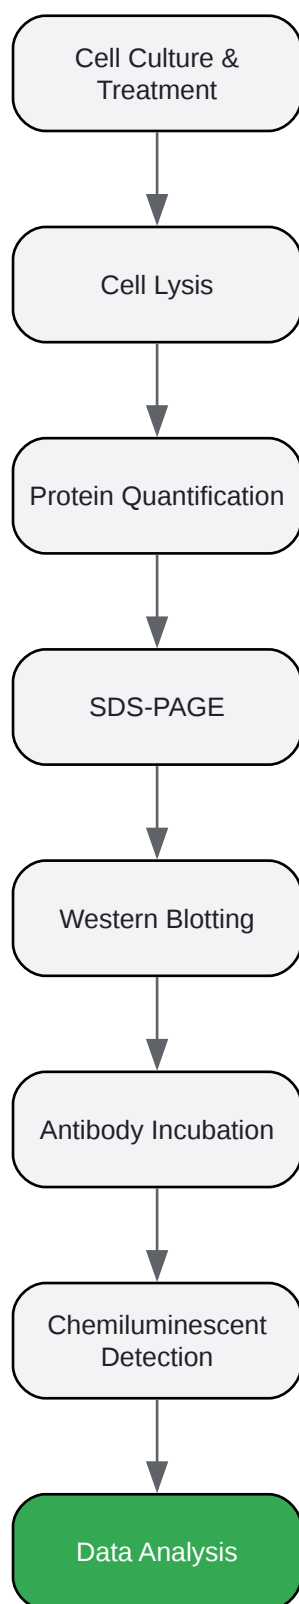 Cell Culture &
Treatment
Cell Lysis
Protein Quantification
SDS-PAGE
Western Blotting
Antibody Incubation
Chemiluminescent
Detection
Data Analysis